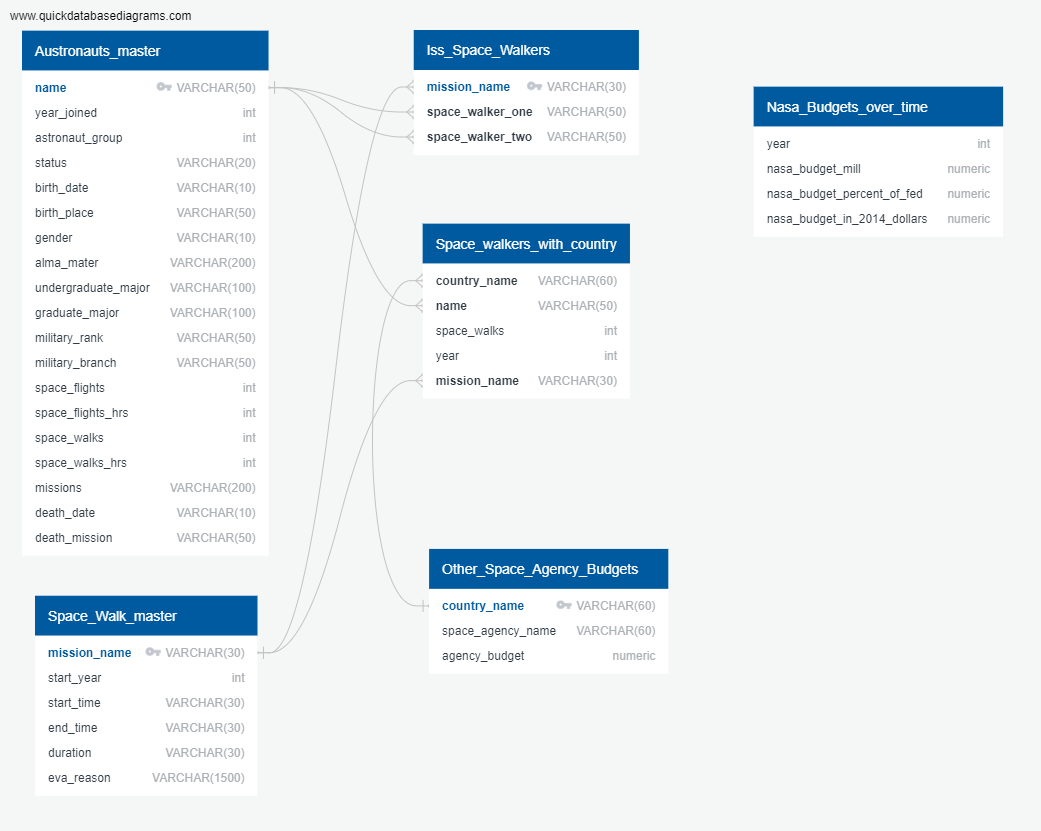 www.quickdatabasediagrams.com
Austronauts_master
name VARCHAR(50)
year_joined int
astronaut_group int
status VARCHAR(20)
birth_date VARCHAR(10)
birth_place VARCHAR(50)
gender VARCHAR(10)
alma_mater VARCHAR(200)
undergraduate_major VARCHAR(100)
graduate_major VARCHAR(100)
military_rank VARCHAR(50)
military_branch VARCHAR(50)
space_flights int
space_flights_hrs int
space_walks int
space_walks_hrs int
missions VARCHAR(200)
death_date VARCHAR(10)
death_mission VARCHAR(50)
Space_Walk_master
mission_name VARCHAR(30)
start_year int
start_time VARCHAR(30)
end_time VARCHAR(30)
duration VARCHAR(30)
eva_reason VARCHAR(1500)
Iss_Space_Walkers
mission_name VARCHAR(30)
space_walker_one VARCHAR(50)
space_walker_two VARCHAR(50)
Space_walkers_with_country
country_name VARCHAR(60)
name VARCHAR(50)
space_walks int
year int
mission_name VARCHAR(30)
Other_Space_Agency_Budgets
country_name VARCHAR(60)
space_agency_name VARCHAR(60)
agency_budget numeric
Nasa_Budgets_over_time
year int
nasa_budget_mill numeric
nasa_budget_percent_of_fed numeric
nasa_budget_in_2014_dollars numeric